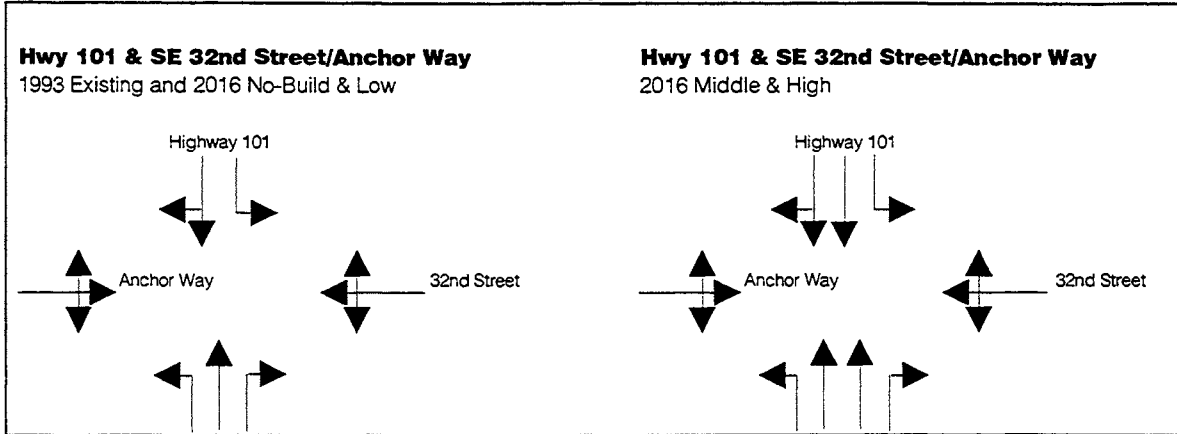 Hwy 101 & SE 32nd Street/Anchor Way
1993 Existing and 2016 No-Build & Low
Highway 101
Anchor Way
32nd Street
Hwy 101 & SE 32nd Street/Anchor Way
2016 Middle & High
Highway 101
Anchor Way
32nd Street